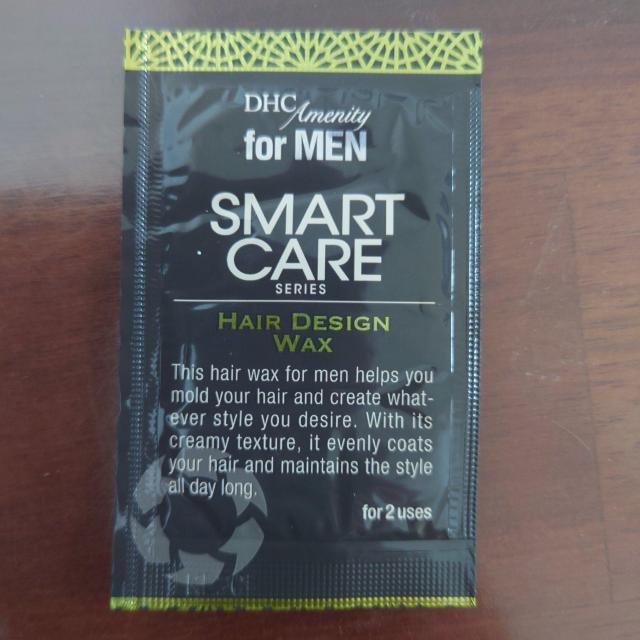 DHC Amenity
for MEN
SMART
CARE
SERIES
HAIR DESIGN
WAX
This hair wax for men helps you
mold your hair and create what-
ever style you desire. With its
creamy texture, it evenly coats
your hair and maintains the style
all day long.
for 2 uses